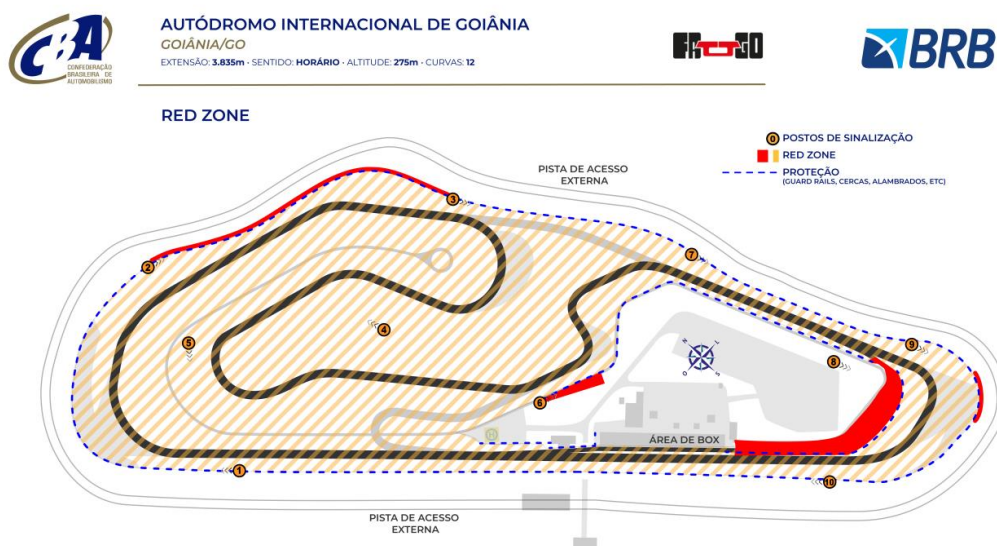 CBA
CONFEDERAÇÃO
BRASILEIRA DE
AUTOMOBILISMO
AUTÓDROMO INTERNACIONAL DE GOIÂNIA
GOIÂNIA/GO
EXTENSÃO: 3.835m · SENTIDO: HORÁRIO · ALTITUDE: 275m · CURVAS: 12
BRB
RED ZONE
0 POSTOS DE SINALIZAÇÃO
RED ZONE
PROTEÇÃO
(GUARD RAILS, CERCAS, ALAMBRADOS, ETC)
PISTA DE ACESSO
EXTERNA
3
7
2
4
5
9
8
6
ÁREA DE BOX
1
10
PISTA DE ACESSO
EXTERNA